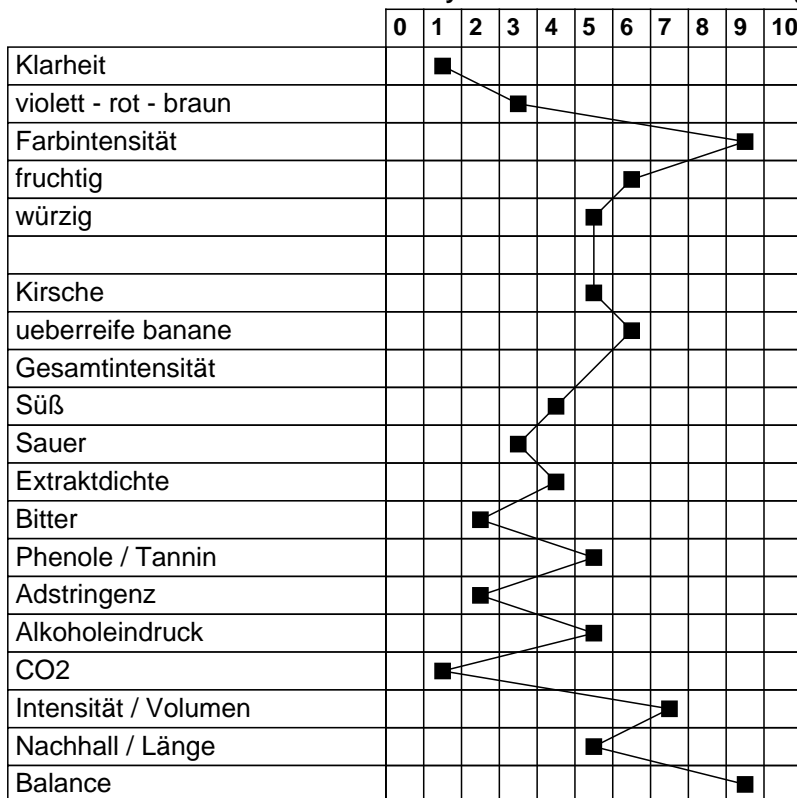 0 1 2 3 4 5 6 7 8 9 10
Klarheit
violett - rot - braun
Farbintensität
fruchtig
würzig
Kirsche
ueberreife banane
Gesamtintensität
Süß
Sauer
Extraktdichte
Bitter
Phenole / Tannin
Adstringenz
Alkoholeindruck
CO2
Intensität / Volumen
Nachhall / Länge
Balance